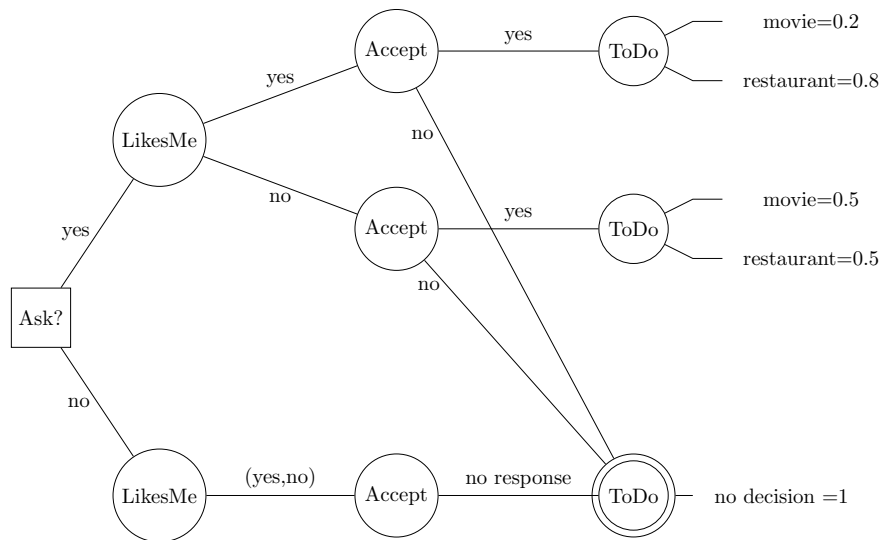 movie=0.2
Accept
yes
ToDo
restaurant=0.8
yes
no
LikesMe
movie=0.5
no
yes
Accept
ToDo
yes
restaurant=0.5
no
Ask?
no
(yes,no)
no response
LikesMe
Accept
ToDo
no decision =1